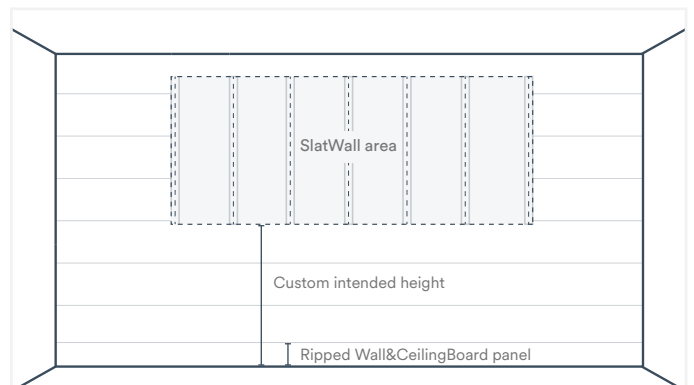 SlatWall area
Custom intended height
Ripped Wall&CeilingBoard panel